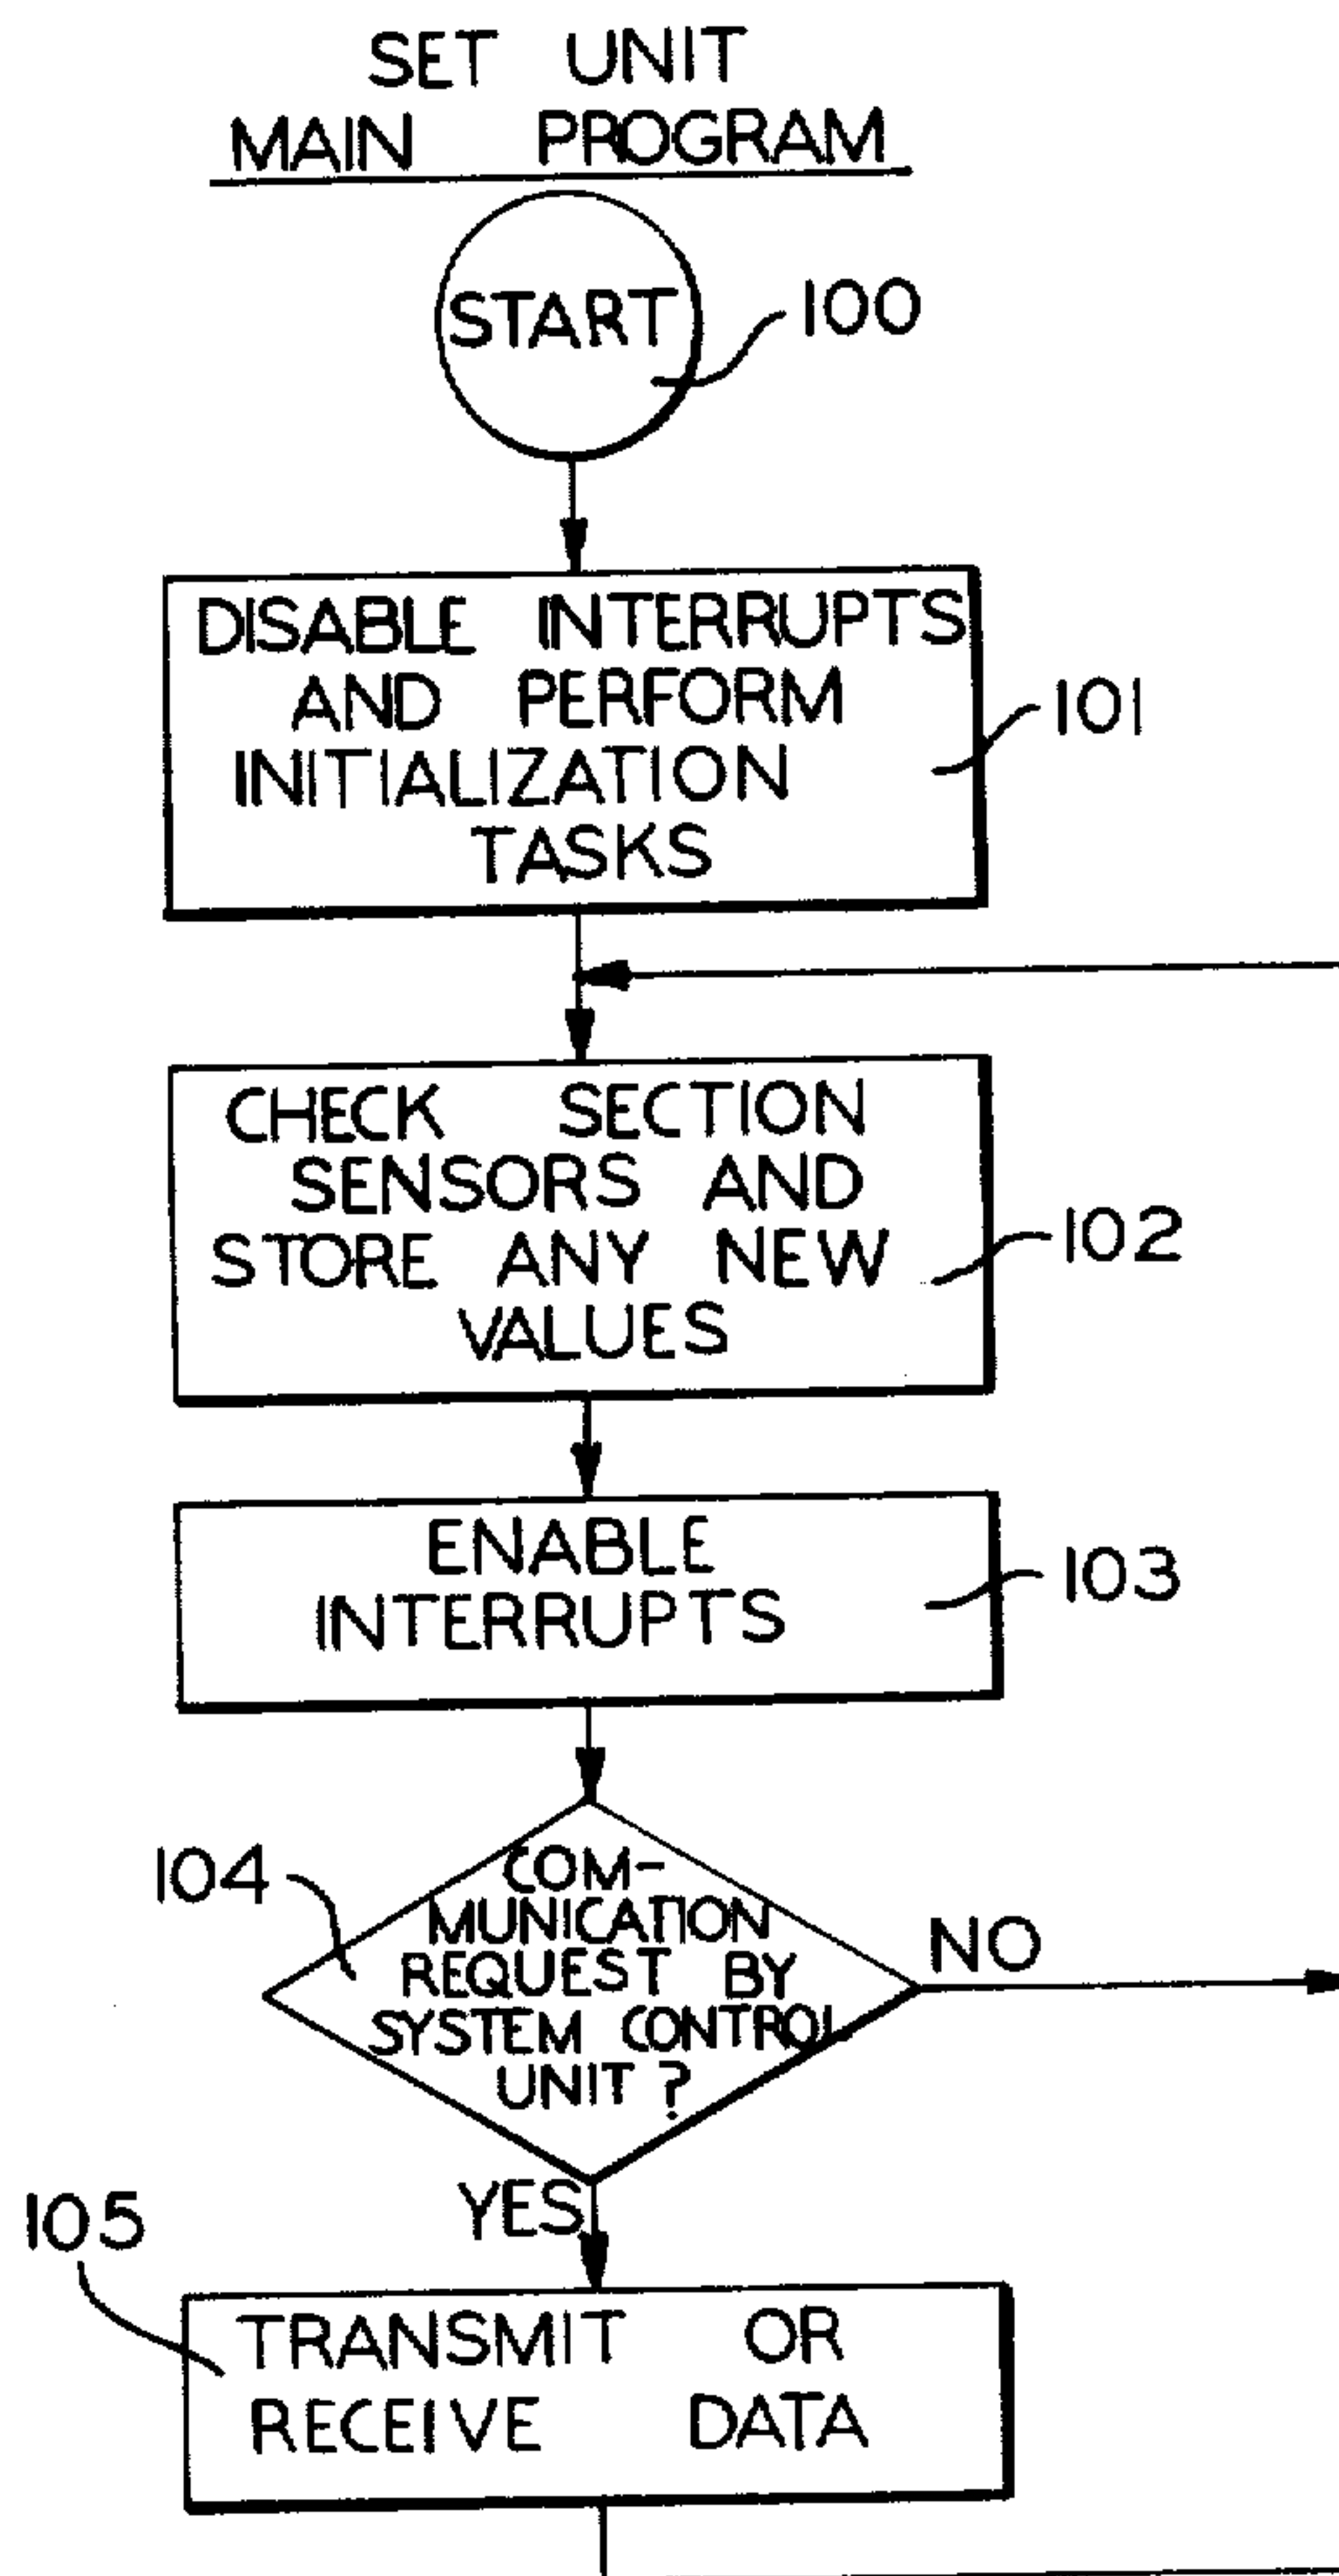 SET UNIT
MAIN PROGRAM
START
100
DISABLE INTERRUPTS
AND PERFORM
INITIALIZATION
TASKS
101
CHECK SECTION
SENSORS AND
STORE ANY NEW
VALUES
102
ENABLE
INTERRUPTS
103
104
COM-
MUNICATION
REQUEST BY
SYSTEM CONTROL
UNIT?
NO
YES
105
TRANSMIT OR
RECEIVE DATA